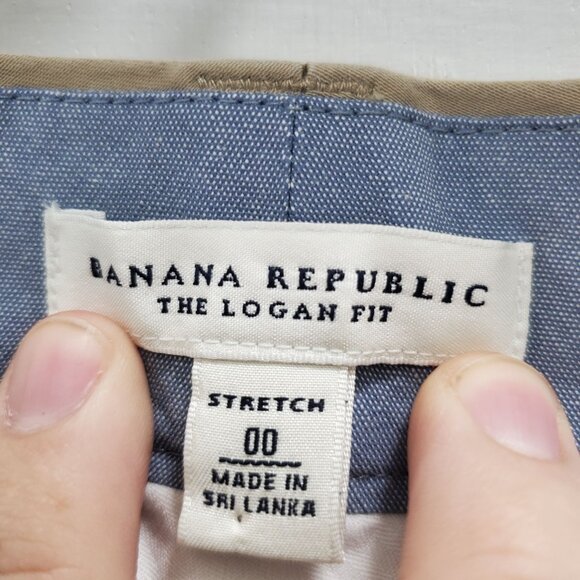 BANANA REPUBLIC
THE LOGAN FIT
STRETCH
00
MADE IN
SRI LANKA